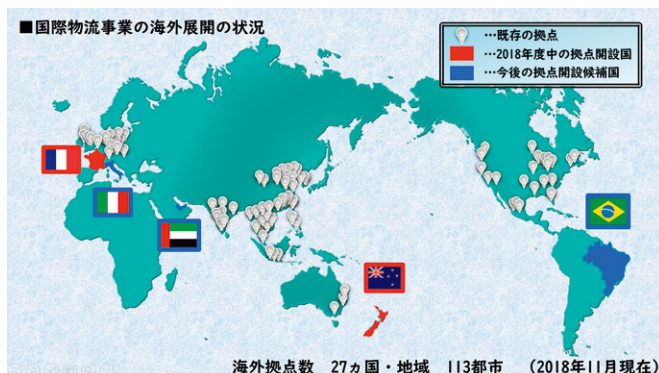 ■国際物流事業の海外展開の状況
…既存の拠点
…2018年度中の拠点開設国
…今後の拠点開設候補国
海外拠点数 27ヵ国・地域 113都市 （2018年11月現在）